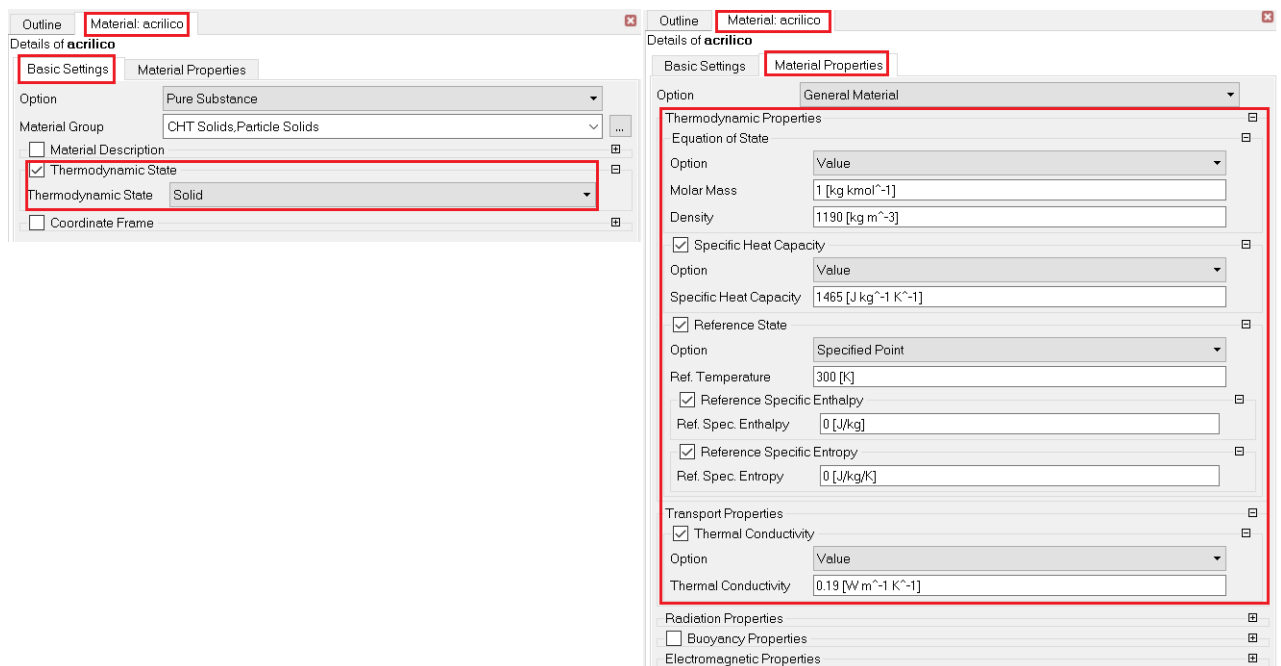 Outline
Material: acrilico
Details of acrilico
Basic Settings
Material Properties
Option
Pure Substance
Material Group
CHT Solids,Particle Solids
...
Material Description
Thermodynamic State
Thermodynamic State
Solid
Coordinate Frame
Outline
Material: acrilico
Details of acrilico
Basic Settings
Material Properties
Option
General Material
Thermodynamic Properties
Equation of State
Option
Value
Molar Mass
1 [kg kmol^-1]
Density
1190 [kg m^-3]
Specific Heat Capacity
Option
Value
Specific Heat Capacity
1465 [J kg^-1 K^-1]
Reference State
Option
Specified Point
Ref. Temperature
300 [K]
Reference Specific Enthalpy
Ref. Spec. Enthalpy
0 [J/kg]
Reference Specific Entropy
Ref. Spec. Entropy
0 [J/kg/K]
Transport Properties
Thermal Conductivity
Option
Value
Thermal Conductivity
0.19 [W m^-1 K^-1]
Radiation Properties
Buoyancy Properties
Electromagnetic Properties